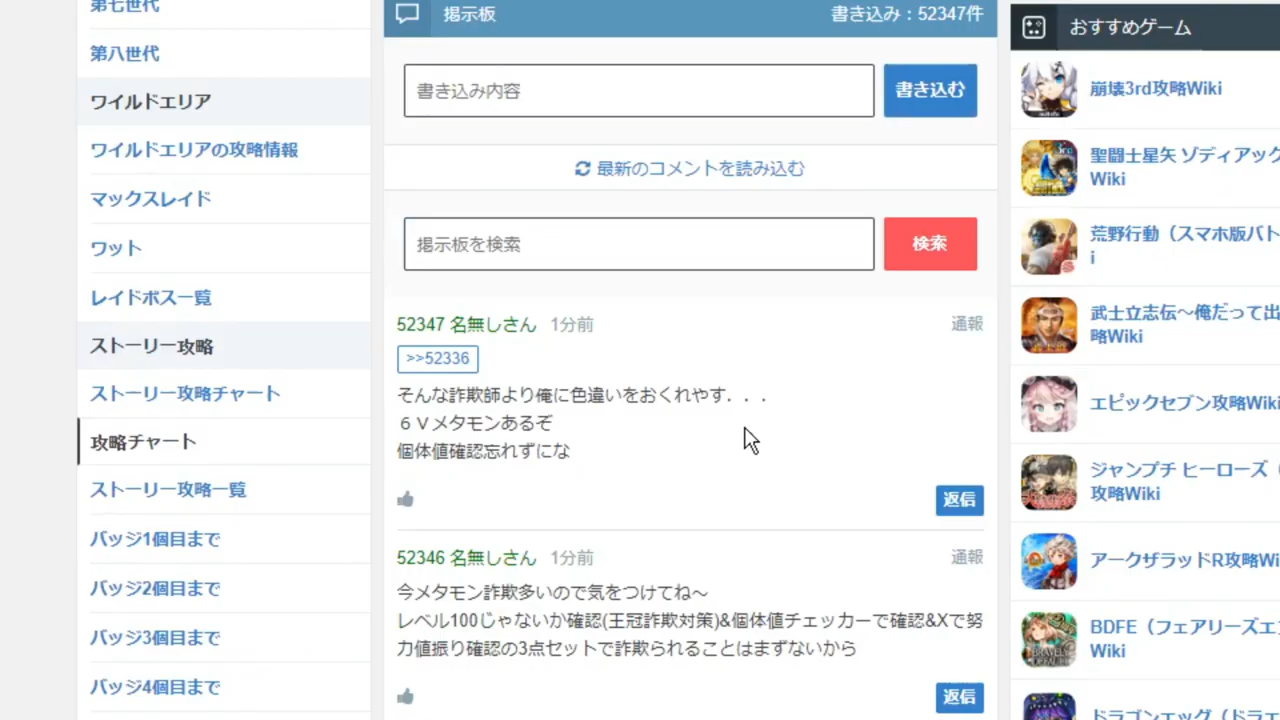 第七世代
第八世代
ワイルドエリア
ワイルドエリアの攻略情報
マックスレイド
ワット
レイドボス一覧
ストーリー攻略
ストーリー攻略チャート
攻略チャート
ストーリー攻略一覧
バッジ1個目まで
バッジ2個目まで
バッジ3個目まで
バッジ4個目まで
掲示板
書き込み：52347件
書き込み内容
書き込む
最新のコメントを読み込む
掲示板を検索
検索
52347 名無しさん 1分前
通報
>>52336
そんな詐欺師より俺に色違いをおくれやす．．．
６Ｖメタモンあるぞ
個体値確認忘れずにな
返信
52346 名無しさん 1分前
通報
今メタモン詐欺多いので気をつけてね〜
レベル100じゃないか確認(王冠詐欺対策)&個体値チェッカーで確認&Xで努
力値振り確認の3点セットで詐欺られることはまずないから
返信
おすすめゲーム
崩壊3rd攻略Wiki
聖闘士星矢 ゾディアック
Wiki
荒野行動（スマホ版バト
i
武士立志伝〜俺だって出
略Wiki
エピックセブン攻略Wiki
ジャンプチ ヒーローズ（
攻略Wiki
アークザラッドR攻略Wi
BDFE（フェアリーズエン
Wiki
ドラゴンエッグ（ドラエ